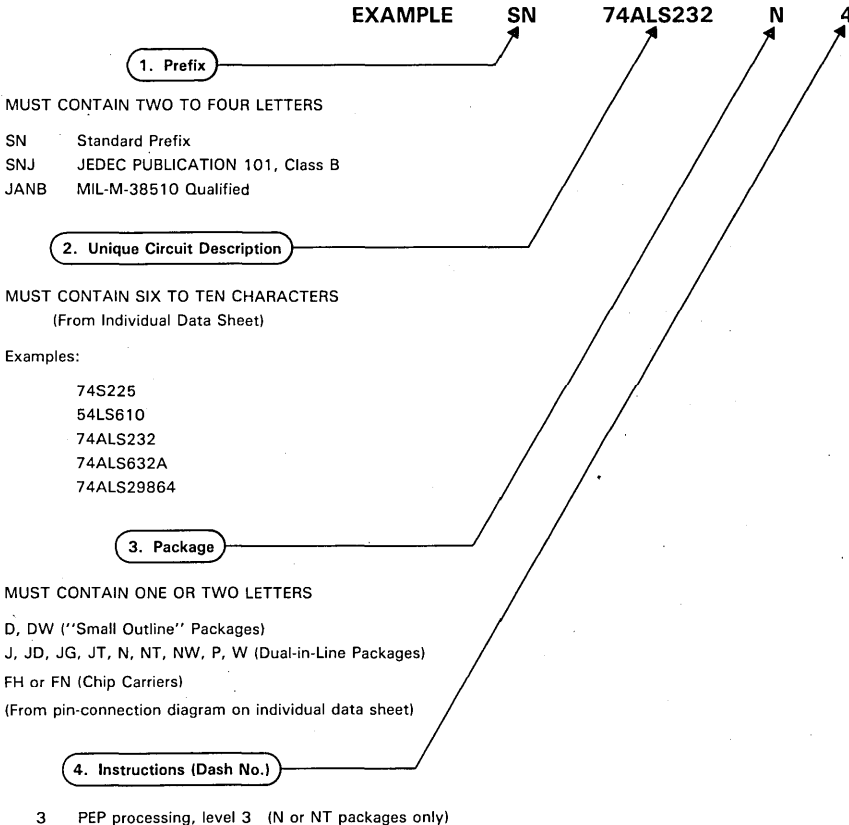 EXAMPLE SN 74ALS232 N 4
1. Prefix
MUST CONTAIN TWO TO FOUR LETTERS
SN Standard Prefix
SNJ JEDEC PUBLICATION 101, Class B
JANB MIL-M-38510 Qualified
2. Unique Circuit Description
MUST CONTAIN SIX TO TEN CHARACTERS
(From Individual Data Sheet)
Examples:
74S225
54LS610
74ALS232
74ALS632A
74ALS29864
3. Package
MUST CONTAIN ONE OR TWO LETTERS
D, DW (''Small Outline'' Packages)
J, JD, JG, JT, N, NT, NW, P, W (Dual-in-Line Packages)
FH or FN (Chip Carriers)
(From pin-connection diagram on individual data sheet)
4. Instructions (Dash No.)
3 PEP processing, level 3 (N or NT packages only)